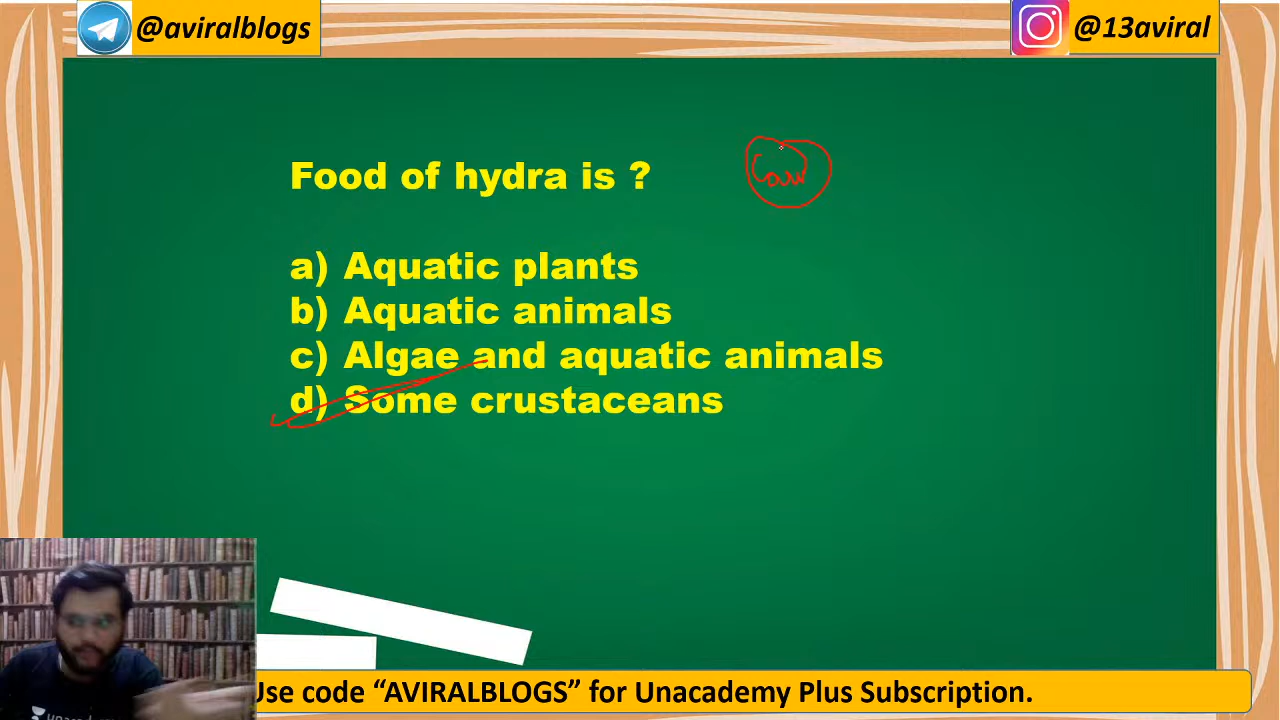 @aviralblogs
@13aviral
Food of hydra is ?
a) Aquatic plants
b) Aquatic animals
c) Algae and aquatic animals
d) Some crustaceans
Use code “AVIRALBLOGS” for Unacademy Plus Subscription.